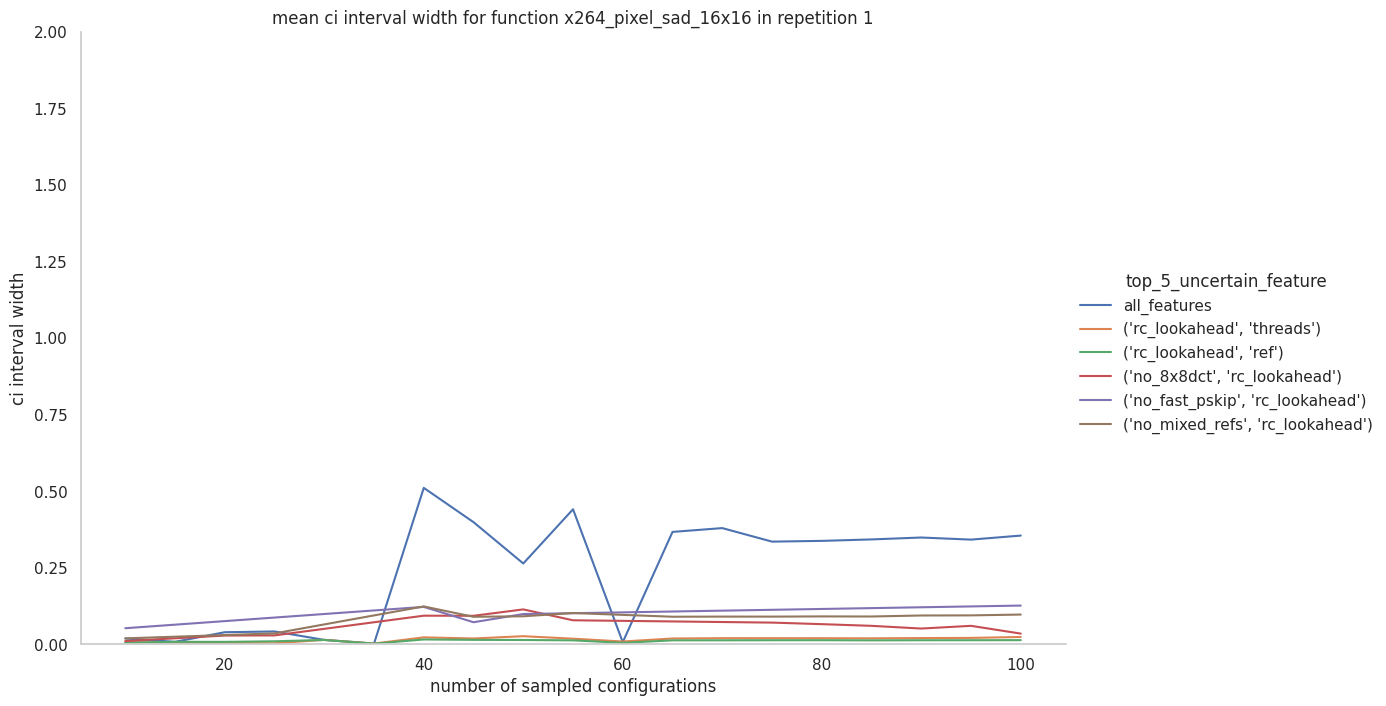 mean ci interval width for function x264_pixel_sad_16x16 in repetition 1
2.00
1.75
1.50
1.25
1.00
0.75
0.50
0.25
0.00
ci interval width
20
40
60
80
100
number of sampled configurations
top_5_uncertain_feature
all_features
('rc_lookahead', 'threads')
('rc_lookahead', 'ref')
('no_8x8dct', 'rc_lookahead')
('no_fast_pskip', 'rc_lookahead')
('no_mixed_refs', 'rc_lookahead')